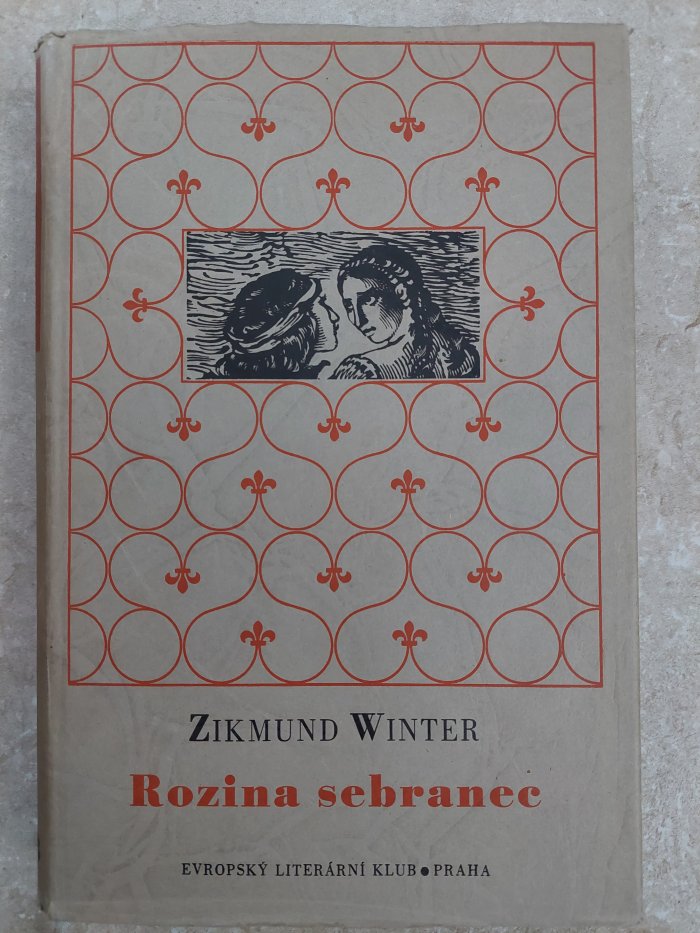 ZIKMUND WINTER
Rozina sebranec
EVROPSKÝ LITERÁRNÍ KLUB ● PRAHA